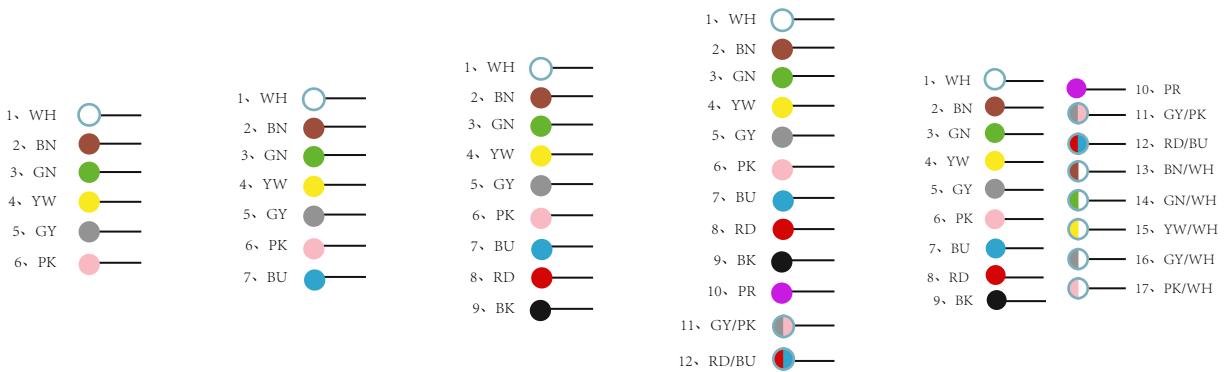 1、WH
2、BN
3、GN
4、YW
5、GY
6、PK
1、WH
2、BN
3、GN
4、YW
5、GY
6、PK
7、BU
1、WH
2、BN
3、GN
4、YW
5、GY
6、PK
7、BU
8、RD
9、BK
1、WH
2、BN
3、GN
4、YW
5、GY
6、PK
7、BU
8、RD
9、BK
10、PR
11、GY/PK
12、RD/BU
1、WH
2、BN
3、GN
4、YW
5、GY
6、PK
7、BU
8、RD
9、BK
10、PR
11、GY/PK
12、RD/BU
13、BN/WH
14、GN/WH
15、YW/WH
16、GY/WH
17、PK/WH